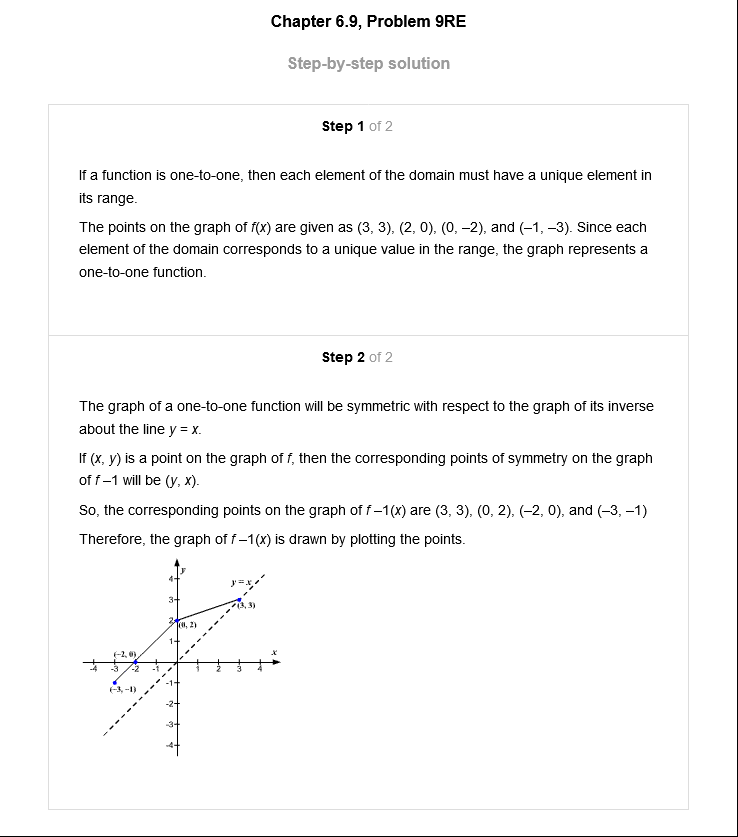 Chapter 6.9, Problem 9RE
Step-by-step solution
Step 1 of 2
If a function is one-to-one, then each element of the domain must have a unique element in
its range.
The points on the graph of f(x) are given as (3, 3), (2, 0), (0, –2), and (–1, –3). Since each
element of the domain corresponds to a unique value in the range, the graph represents a
one-to-one function.
Step 2 of 2
The graph of a one-to-one function will be symmetric with respect to the graph of its inverse
about the line y = x.
If (x, y) is a point on the graph of f, then the corresponding points of symmetry on the graph
of f –1 will be (y, x).
So, the corresponding points on the graph of f –1(x) are (3, 3), (0, 2), (–2, 0), and (–3, –1)
Therefore, the graph of f –1(x) is drawn by plotting the points.
y
4
y = x
3
(3, 3)
2
(0, 2)
1
(–2, 0)
x
-4 -3 -2 -1 1 2 3 4
-1
(–3, –1)
-2
-3
-4